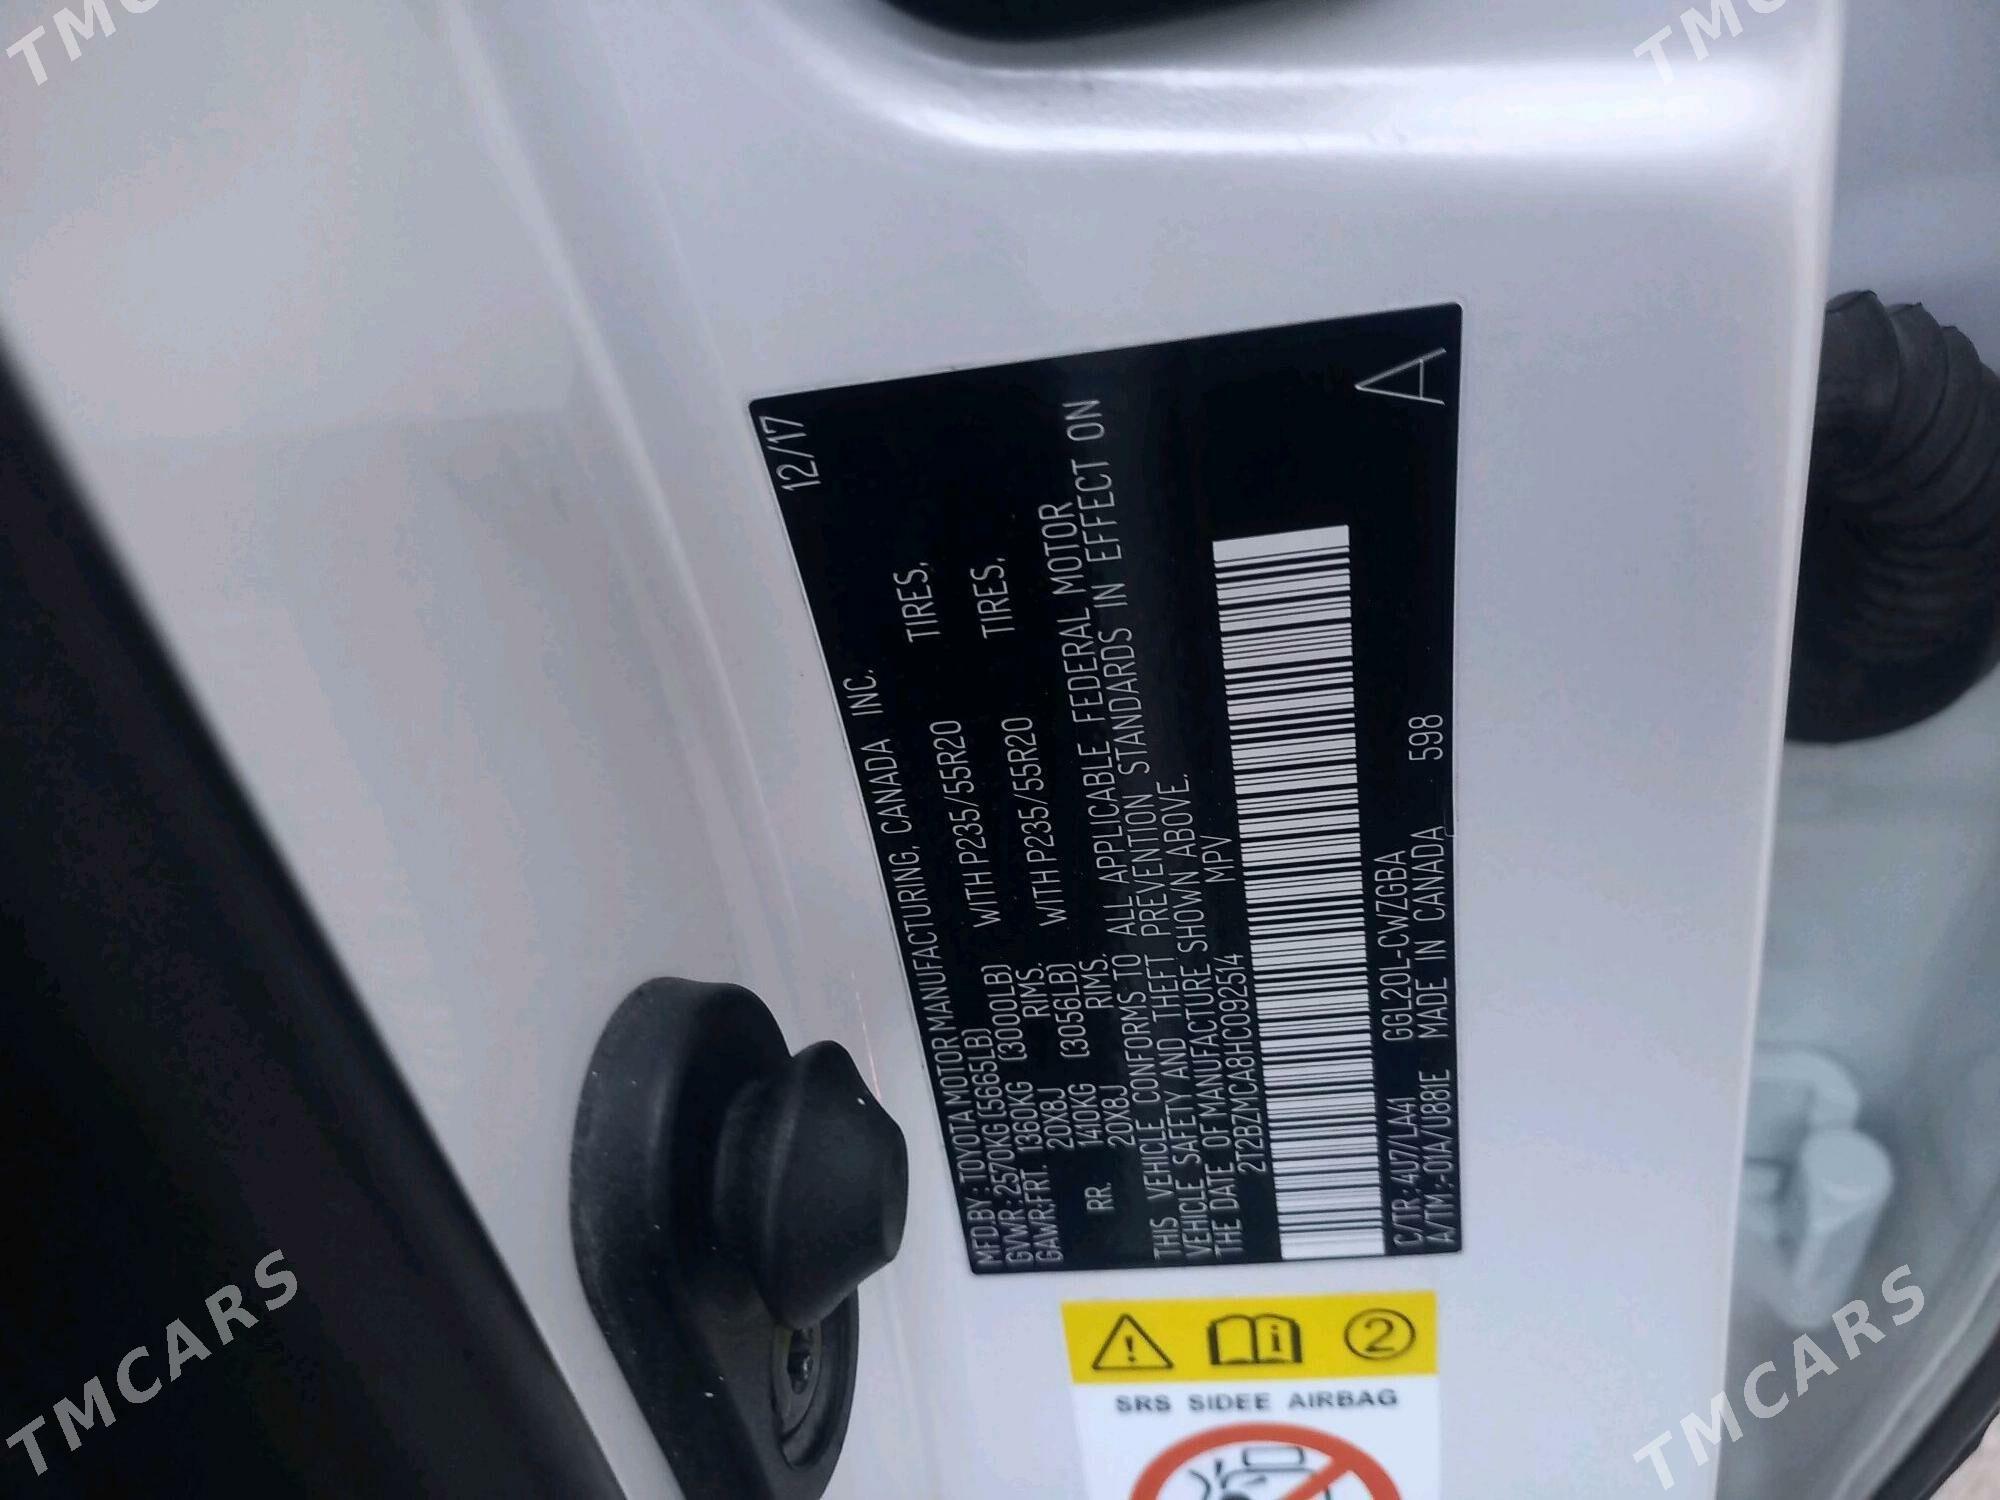 MFD.BY: TOYOTA MOTOR MANUFACTURING, CANADA INC. 12/17
GVWR: 2570KG (5665LB)
GAWR:FRT. 1360KG (3000LB) WITH P235/55R20 TIRES,
20X8J RIMS.
RR. 1410KG (3056LB) WITH P235/55R20 TIRES,
20X8J RIMS.
THIS VEHICLE CONFORMS TO ALL APPLICABLE FEDERAL MOTOR
VEHICLE SAFETY AND THEFT PREVENTION STANDARDS IN EFFECT ON
THE DATE OF MANUFACTURE SHOWN ABOVE.
2T2BZMCA8HC092514 MPV
C/TR: 4U7/LA41 GGL20L-CWZGBA
A/TM:-01A/U881E MADE IN CANADA 598
A
2
SRS SIDEE AIRBAG
TMCARS
TMCARS
TMC
TMC